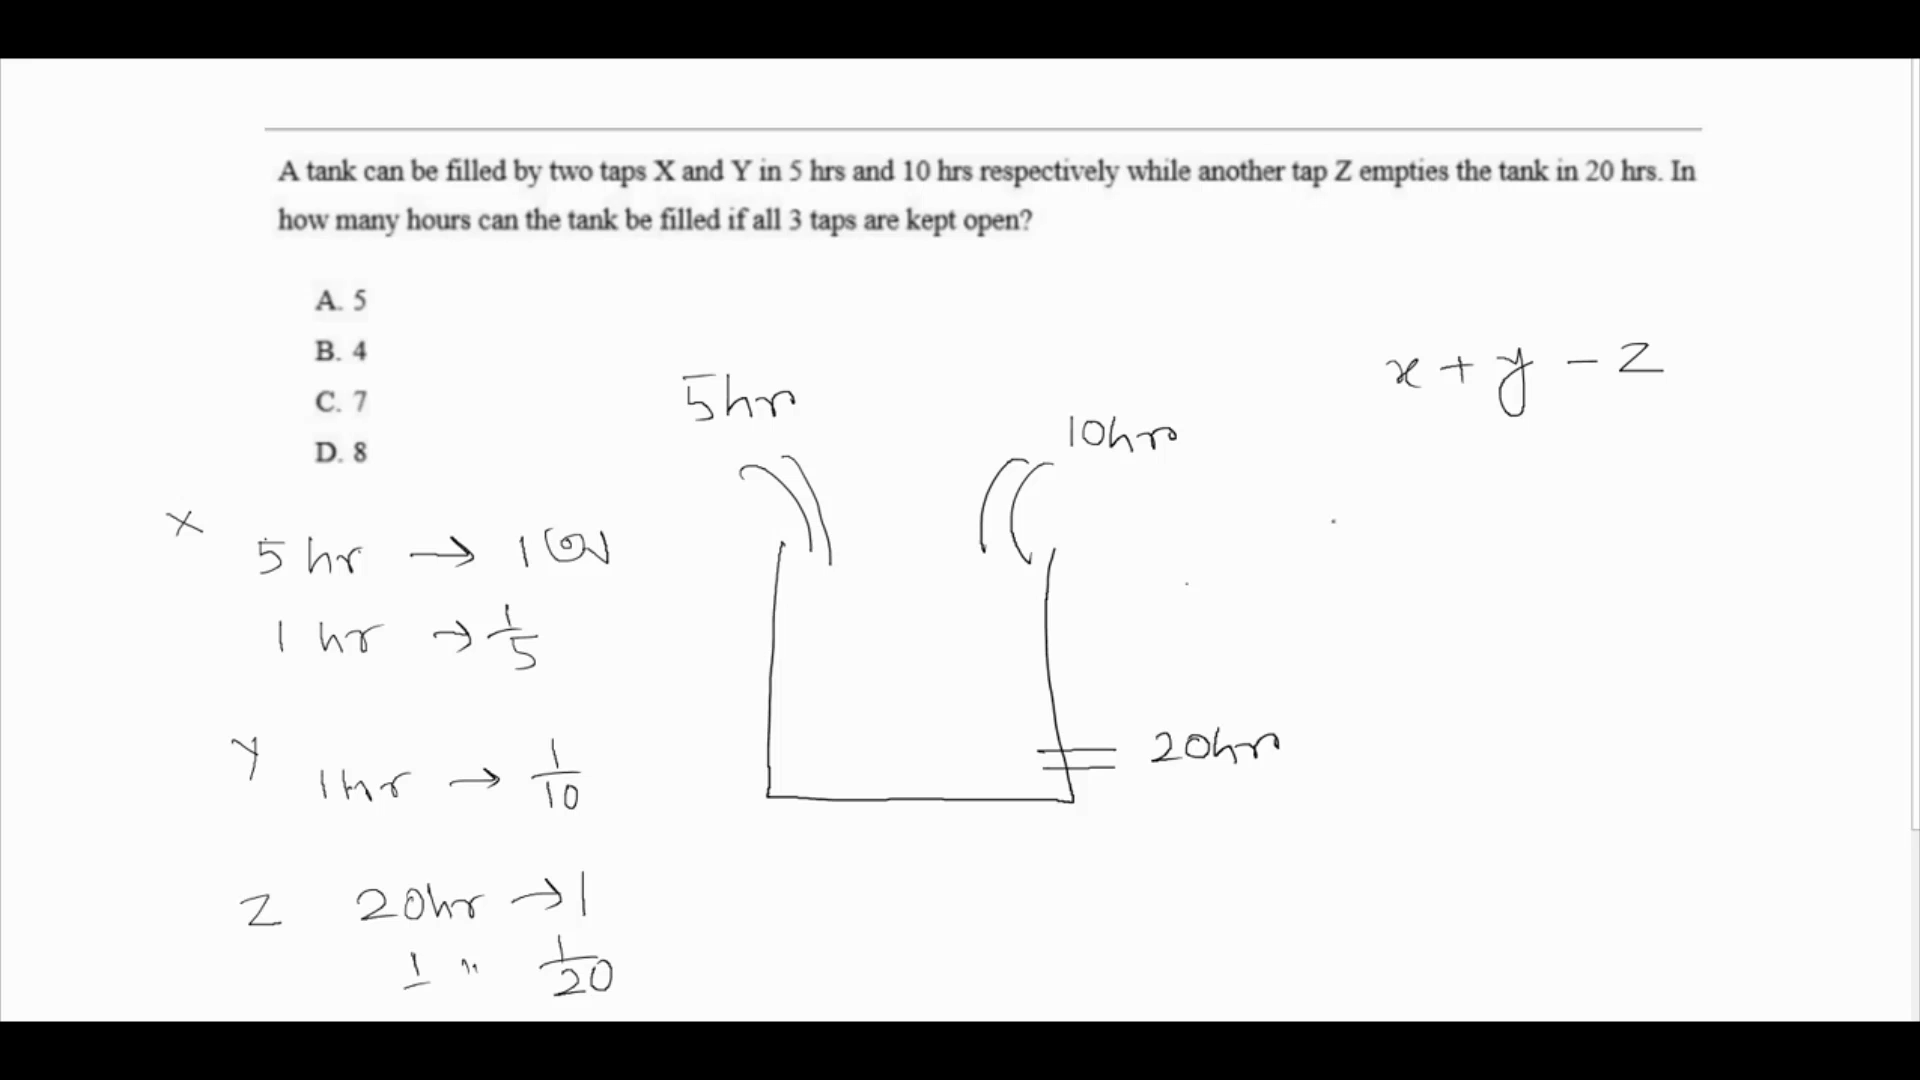 A tank can be filled by two taps X and Y in 5 hrs and 10 hrs respectively while another tap Z empties the tank in 20 hrs. In
how many hours can the tank be filled if all 3 taps are kept open?
A. 5
B. 4
C. 7
D. 8
5hr
10hr
x + y - z
X
5 hr → 1
1 hr → 1/5
Y
1hr → 1/10
20hr
Z 20hr → 1
1 " 1/20